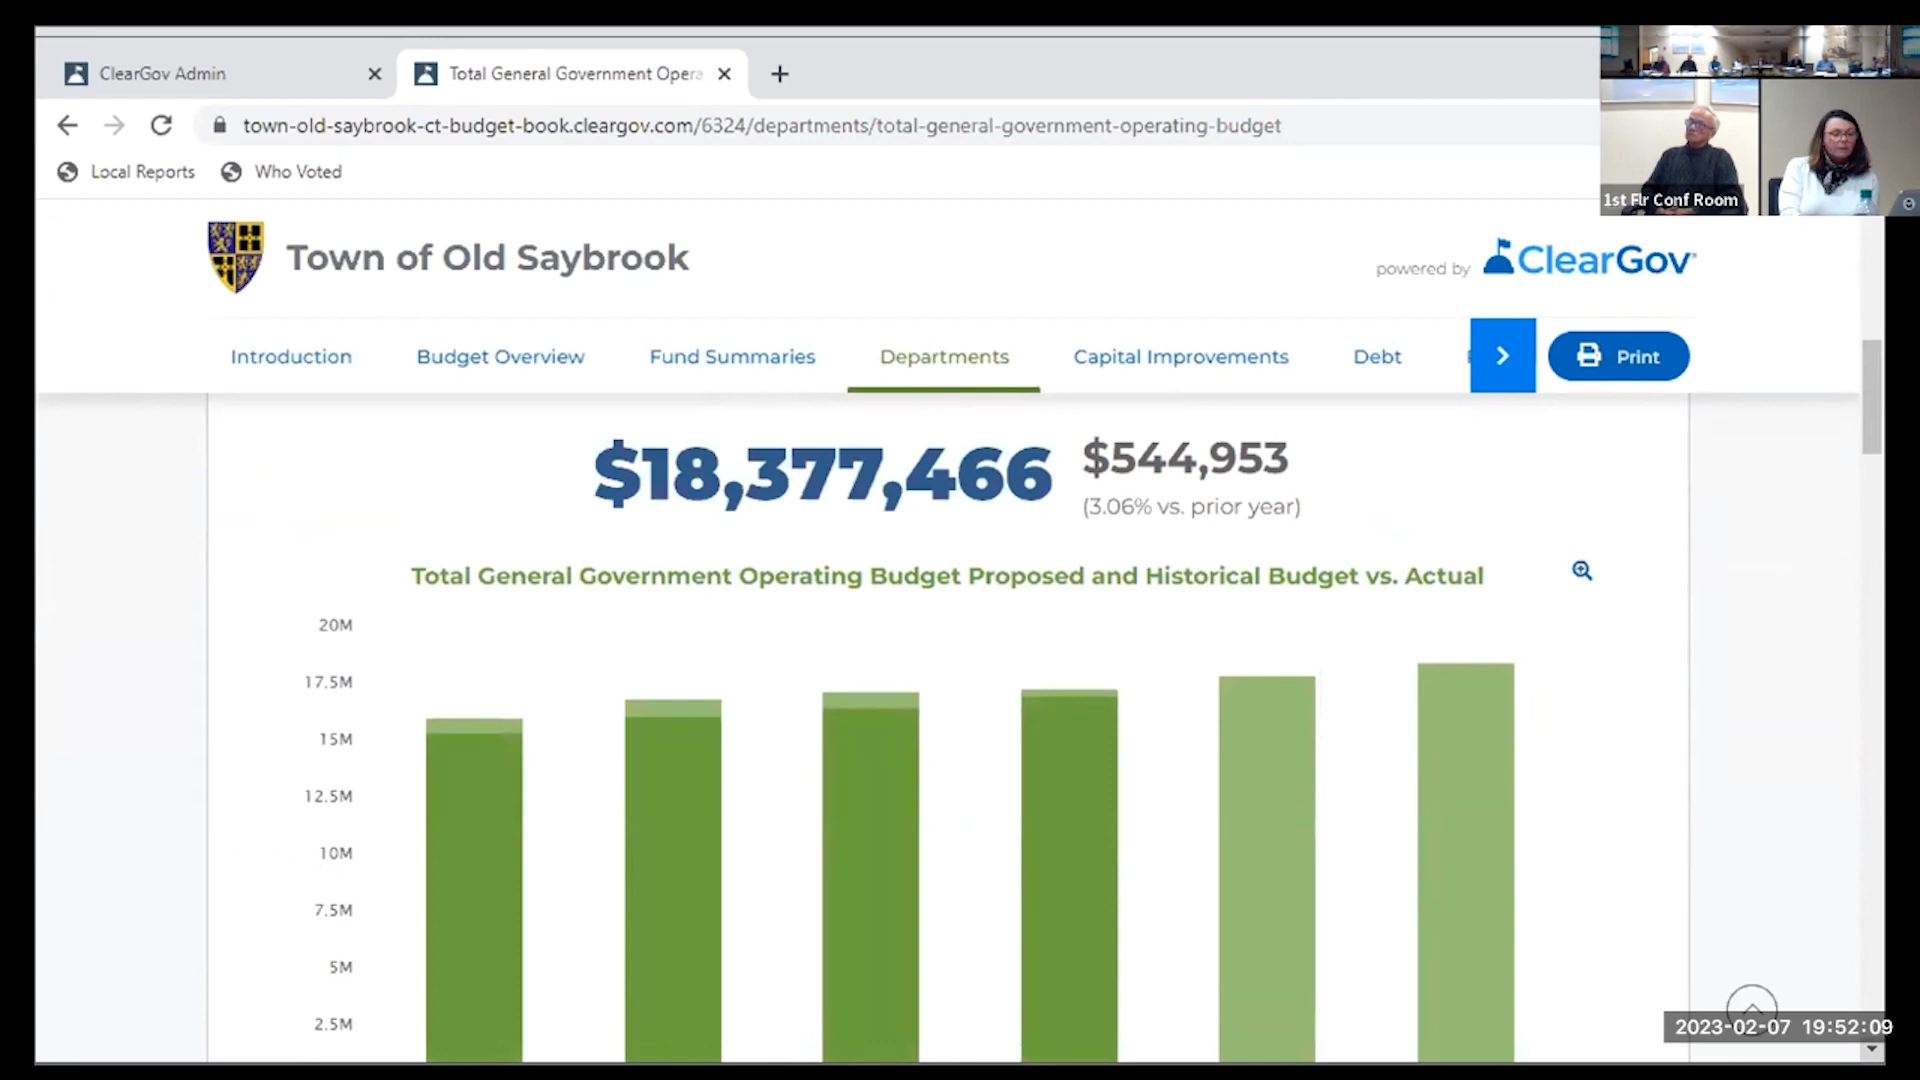 ClearGov Admin
Total General Government Opera
town-old-saybrook-ct-budget-book.cleargov.com/6324/departments/total-general-government-operating-budget
Local Reports
Who Voted
1st Flr Conf Room
Town of Old Saybrook
powered by ClearGov
Introduction
Budget Overview
Fund Summaries
Departments
Capital Improvements
Debt
Print
$18,377,466
$544,953
(3.06% vs. prior year)
Total General Government Operating Budget Proposed and Historical Budget vs. Actual
20M
17.5M
15M
12.5M
10M
7.5M
5M
2.5M
2023-02-07 19:52:09